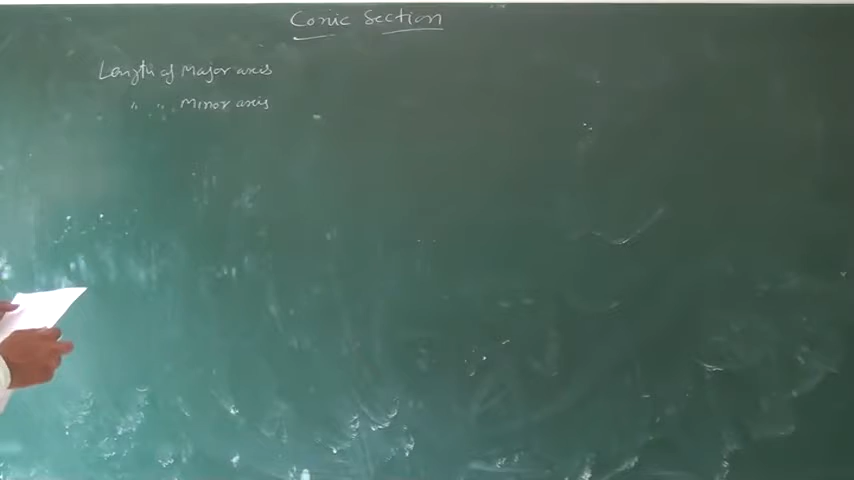 Conic Section
Length of Major axis
" " Minor axis